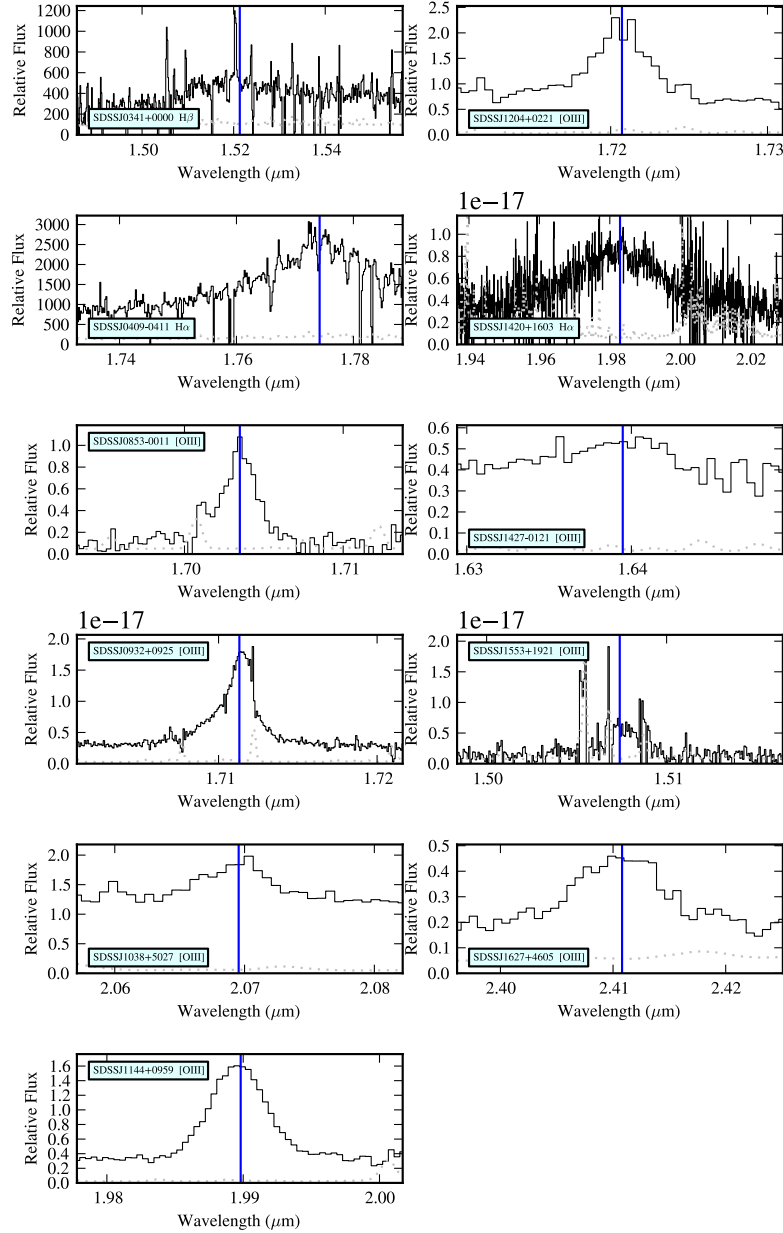 1200
1000
800
600
400
200
0
Relative Flux
SDSSJ0341+0000 Hβ
1.50 1.52 1.54
Wavelength (μm)
2.5
2.0
1.5
1.0
0.5
0.0
Relative Flux
SDSSJ1204+0221 [OIII]
1.72 1.73
Wavelength (μm)
3000
2500
2000
1500
1000
500
0
Relative Flux
SDSSJ0409-0411 Hα
1.74 1.76 1.78
Wavelength (μm)
1e−17
1.0
0.8
0.6
0.4
0.2
0.0
Relative Flux
SDSSJ1420+1603 Hα
1.94 1.96 1.98 2.00 2.02
Wavelength (μm)
1.0
0.8
0.6
0.4
0.2
0.0
Relative Flux
SDSSJ0853-0011 [OIII]
1.70 1.71
Wavelength (μm)
0.6
0.5
0.4
0.3
0.2
0.1
0.0
Relative Flux
SDSSJ1427-0121 [OIII]
1.63 1.64
Wavelength (μm)
1e−17
2.0
1.5
1.0
0.5
0.0
Relative Flux
SDSSJ0932+0925 [OIII]
1.71 1.72
Wavelength (μm)
1e−17
2.0
1.5
1.0
0.5
0.0
Relative Flux
SDSSJ1553+1921 [OIII]
1.50 1.51
Wavelength (μm)
2.0
1.5
1.0
0.5
0.0
Relative Flux
SDSSJ1038+5027 [OIII]
2.06 2.07 2.08
Wavelength (μm)
0.5
0.4
0.3
0.2
0.1
0.0
Relative Flux
SDSSJ1627+4605 [OIII]
2.40 2.41 2.42
Wavelength (μm)
1.6
1.4
1.2
1.0
0.8
0.6
0.4
0.2
0.0
Relative Flux
SDSSJ1144+0959 [OIII]
1.98 1.99 2.00
Wavelength (μm)